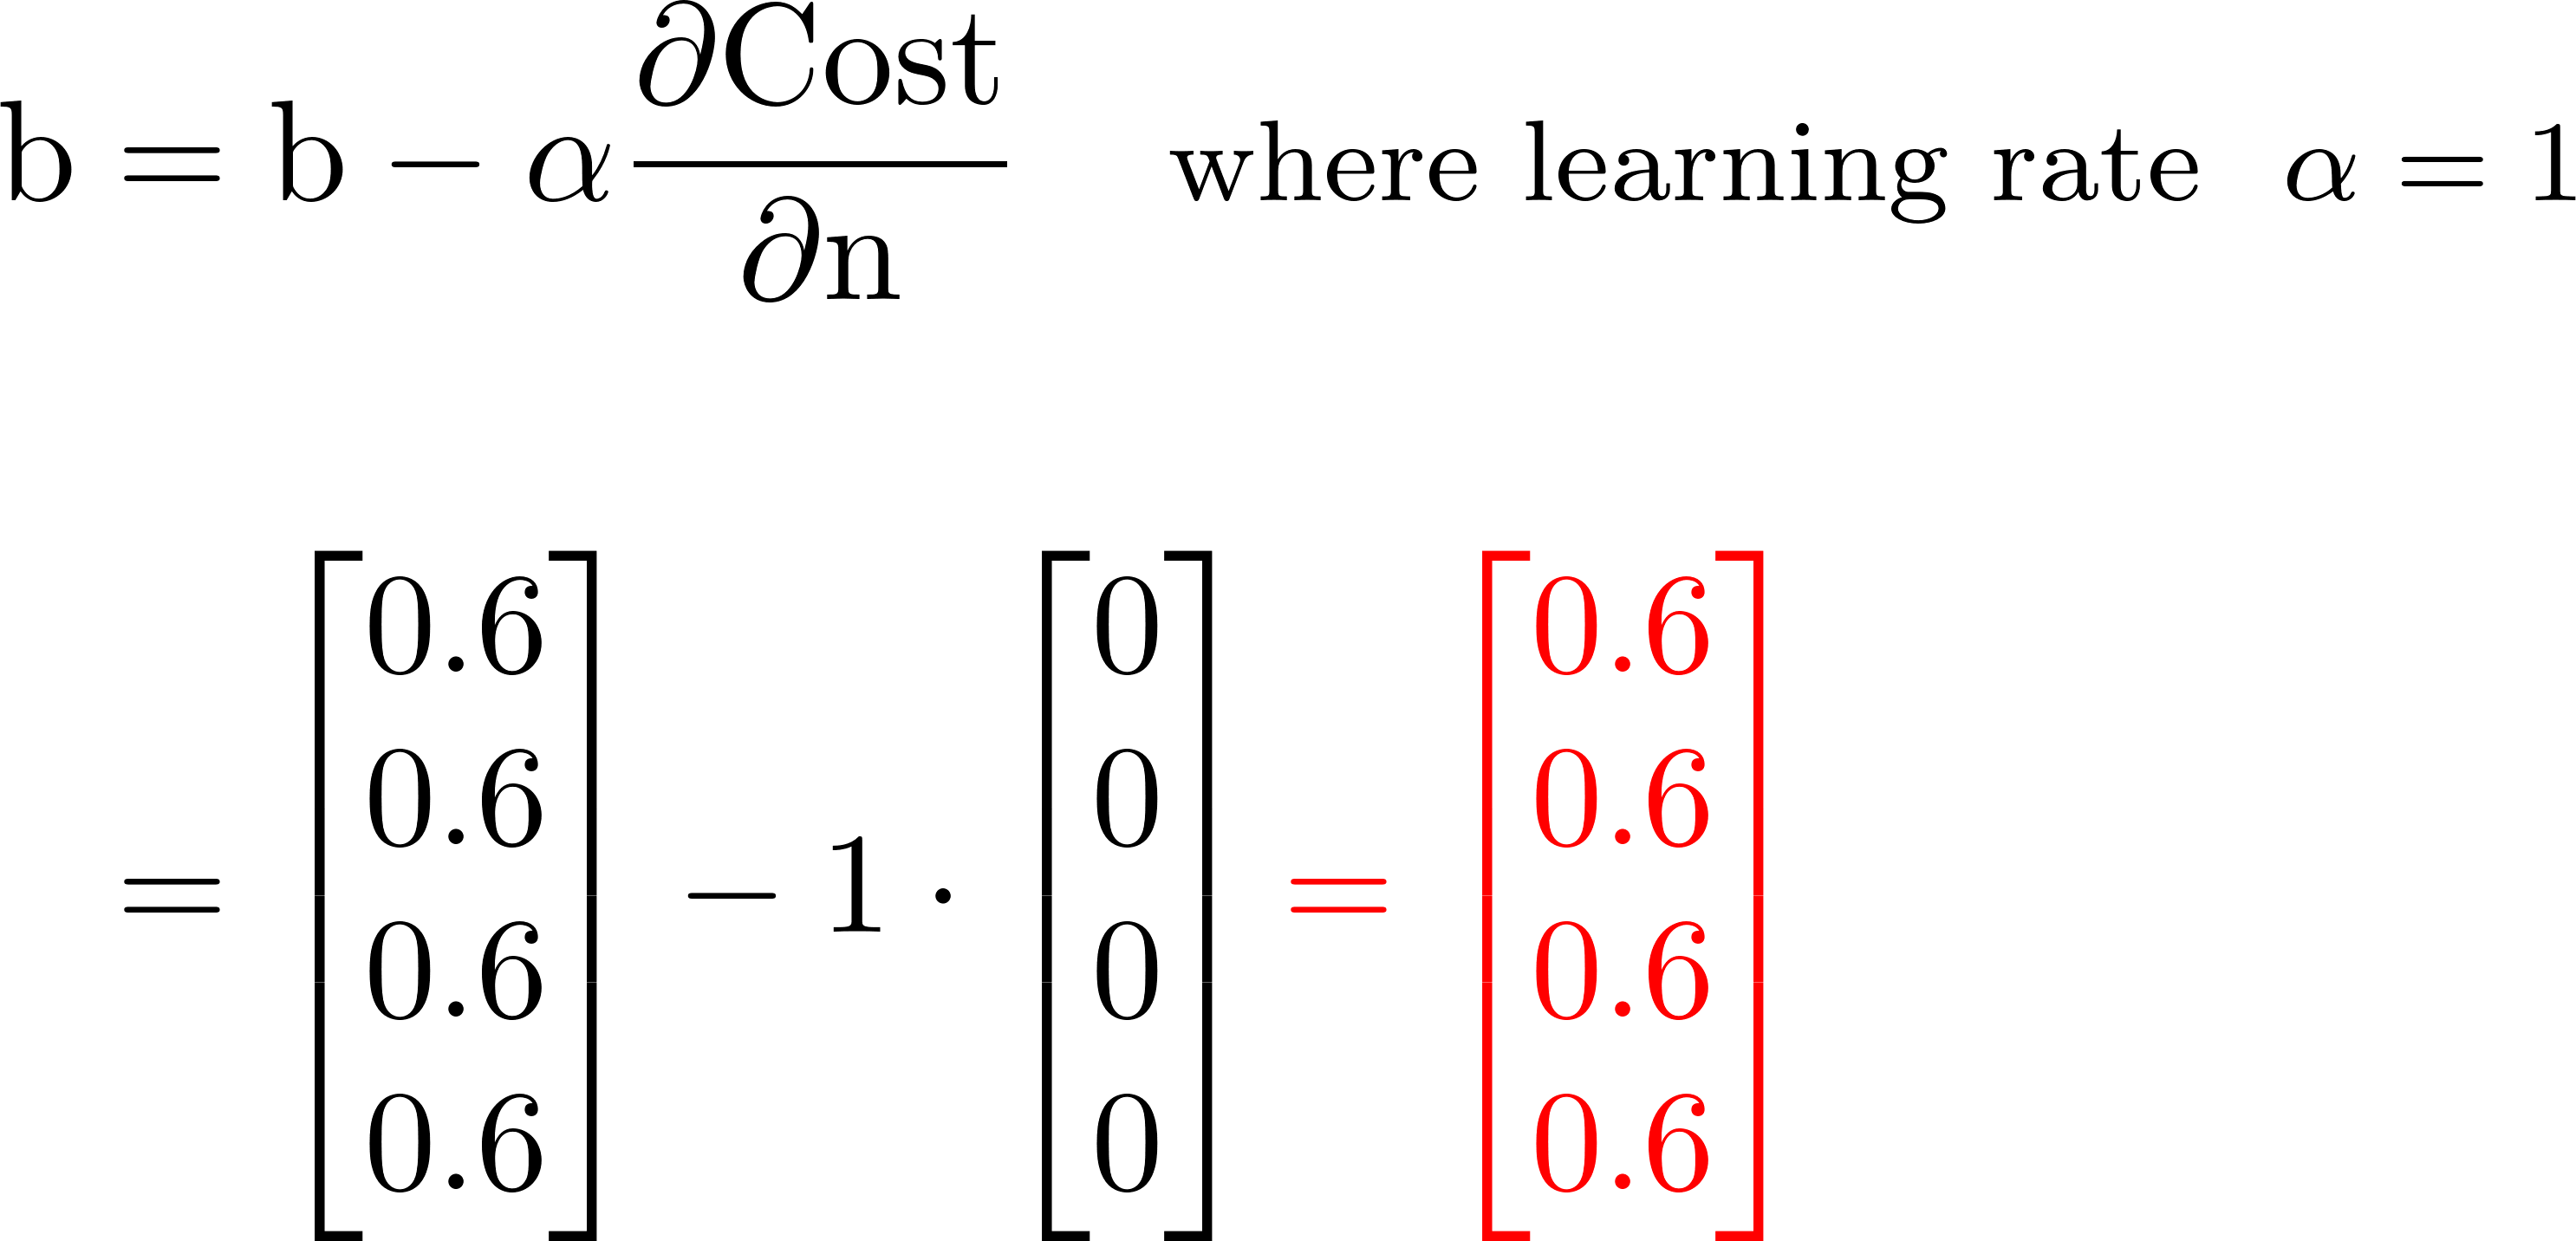 b = b − α ∂Cost/∂n where learning rate α = 1
= [0.6 0.6 0.6 0.6] − 1 · [0 0 0 0] = [0.6 0.6 0.6 0.6]